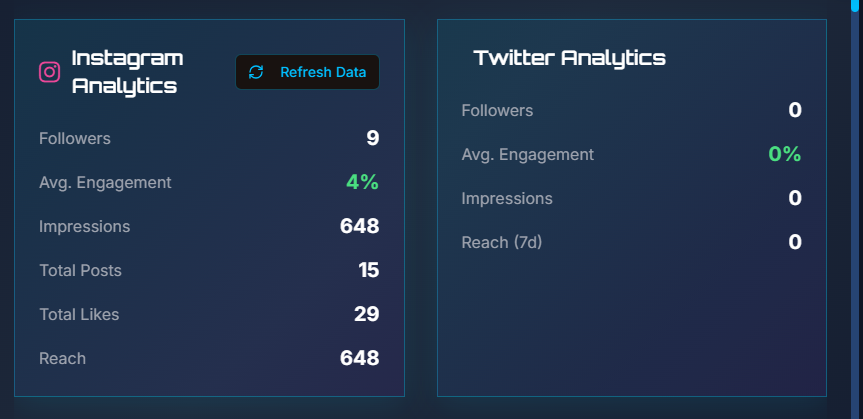 Instagram
Analytics
Refresh Data
Followers 9
Avg. Engagement 4%
Impressions 648
Total Posts 15
Total Likes 29
Reach 648
Twitter Analytics
Followers 0
Avg. Engagement 0%
Impressions 0
Reach (7d) 0